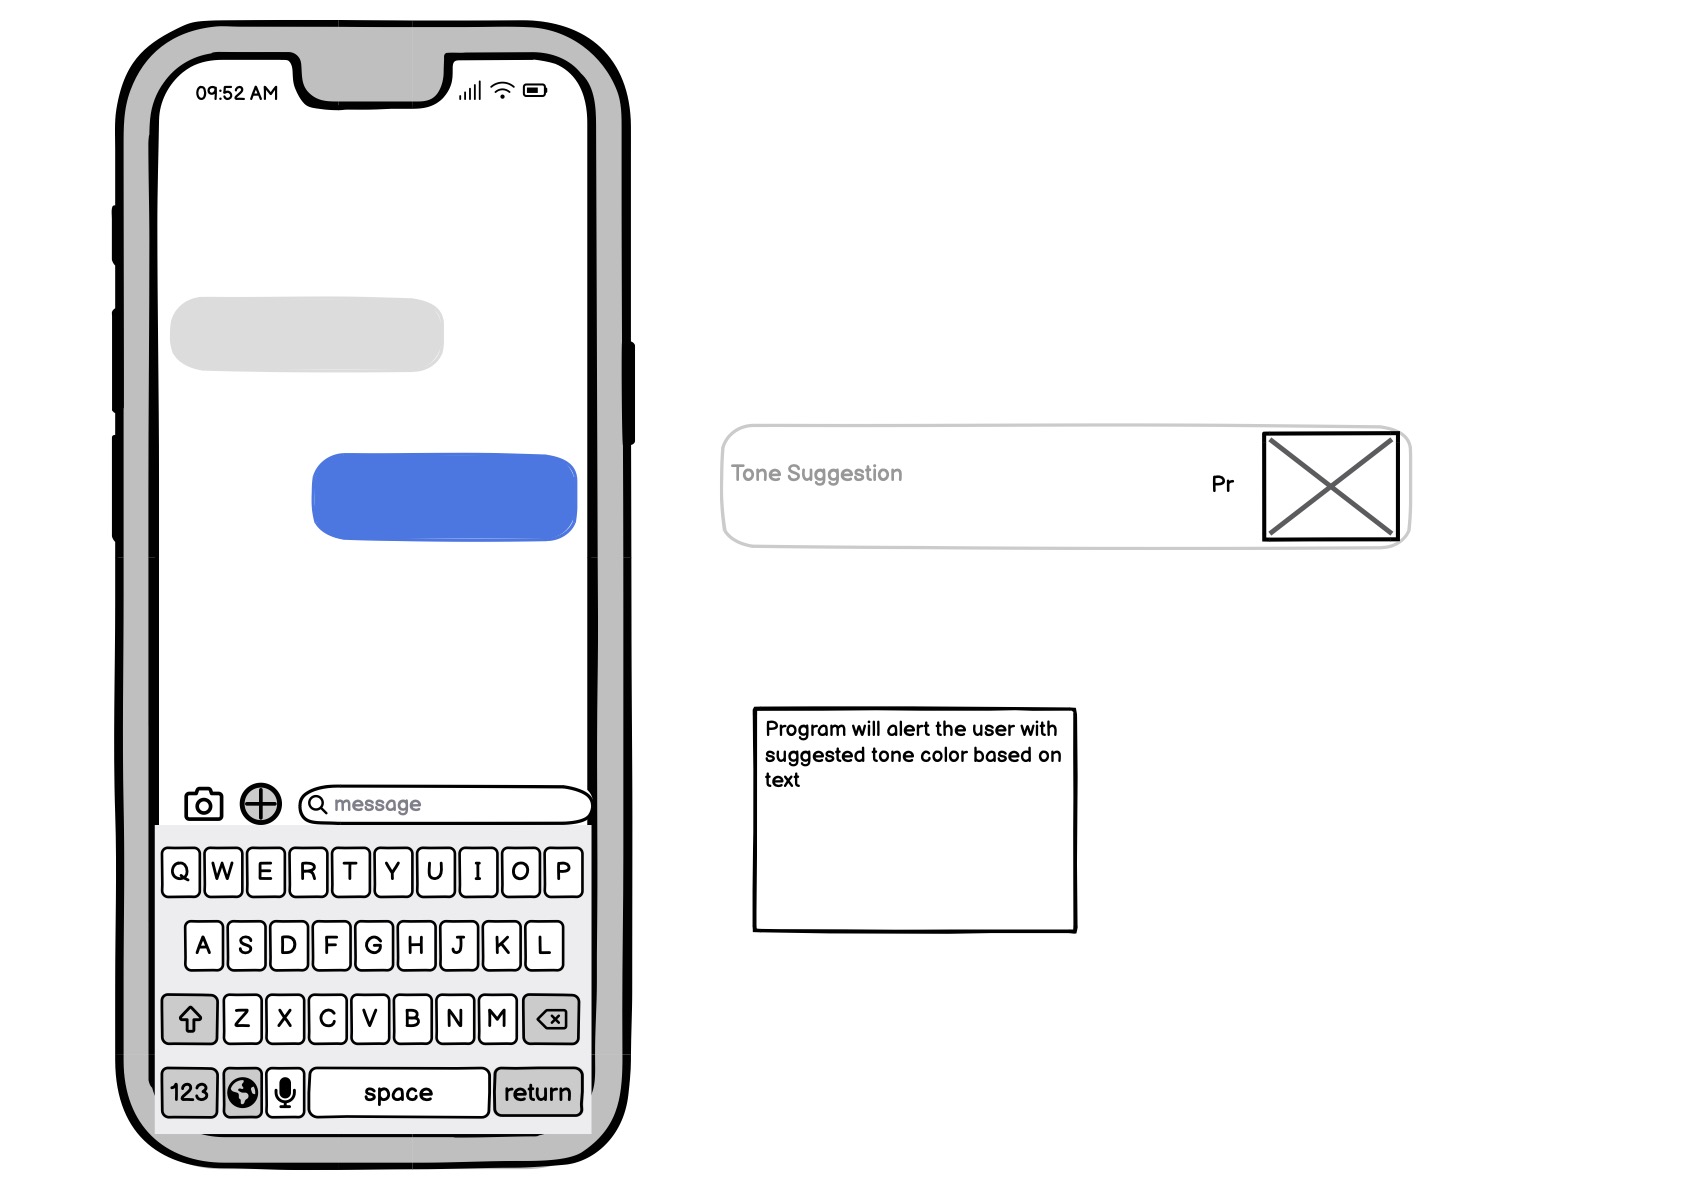 09:52 AM
Tone Suggestion
Pr
Program will alert the user with
suggested tone color based on
text
message
Q W E R T Y U I O P
A S D F G H J K L
Z X C V B N M
123 space return